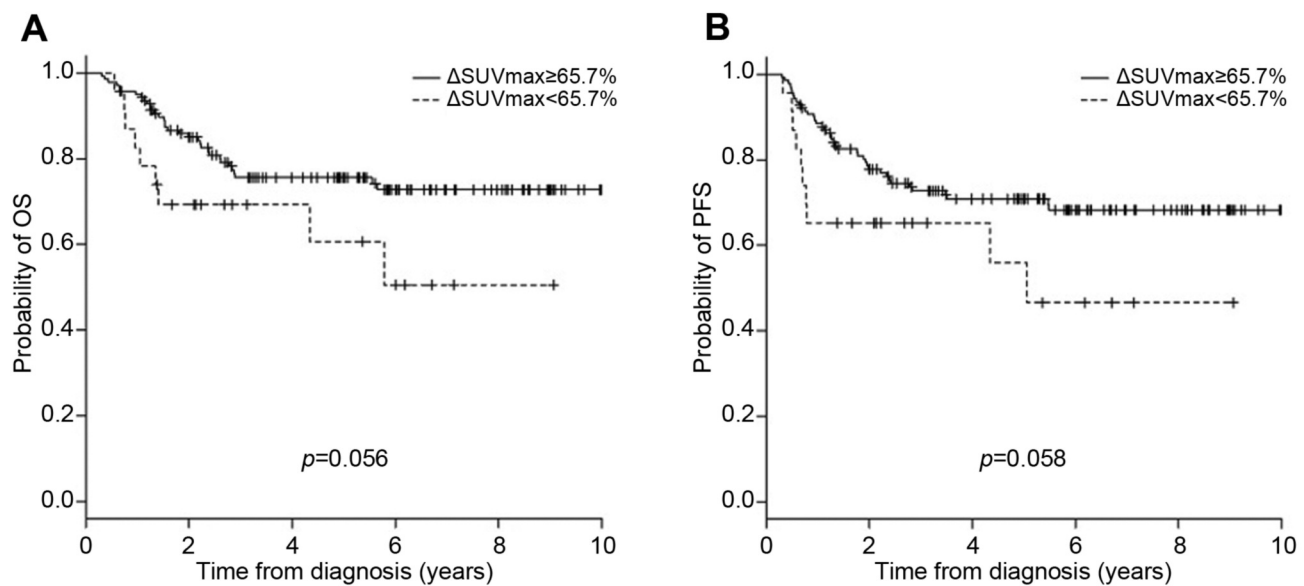 A
Probability of OS
1.0
0.8
0.6
0.4
0.2
0.0
ΔSUVmax≥65.7%
ΔSUVmax<65.7%
p=0.056
0 2 4 6 8 10
Time from diagnosis (years)
B
Probability of PFS
1.0
0.8
0.6
0.4
0.2
0.0
ΔSUVmax≥65.7%
ΔSUVmax<65.7%
p=0.058
0 2 4 6 8 10
Time from diagnosis (years)